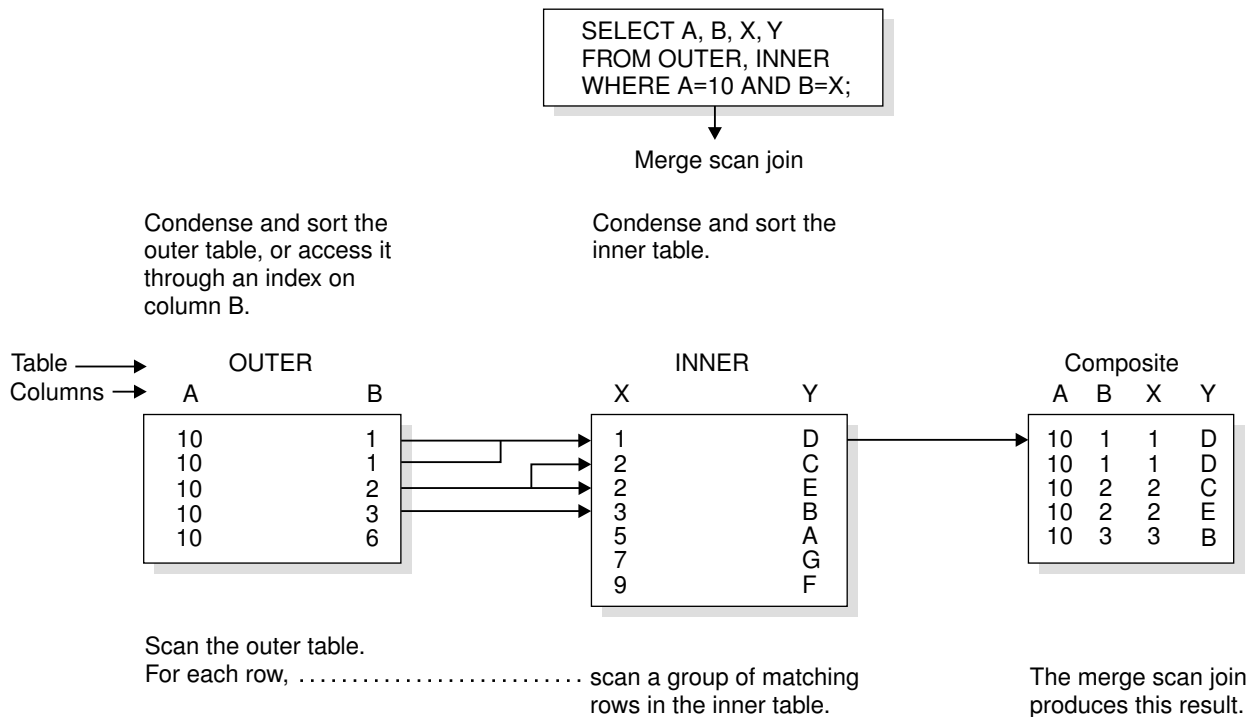 SELECT A, B, X, Y
FROM OUTER, INNER
WHERE A=10 AND B=X;
Merge scan join
Condense and sort the
outer table, or access it
through an index on
column B.
Condense and sort the
inner table.
Table OUTER INNER Composite
Columns A B X Y A B X Y
10 1 1 D 10 1 1 D
10 1 2 C 10 1 1 D
10 2 2 E 10 2 2 C
10 3 3 B 10 2 2 E
10 6 5 A 10 3 3 B
7 G
9 F
Scan the outer table.
For each row, ........................... scan a group of matching
rows in the inner table.
The merge scan join
produces this result.